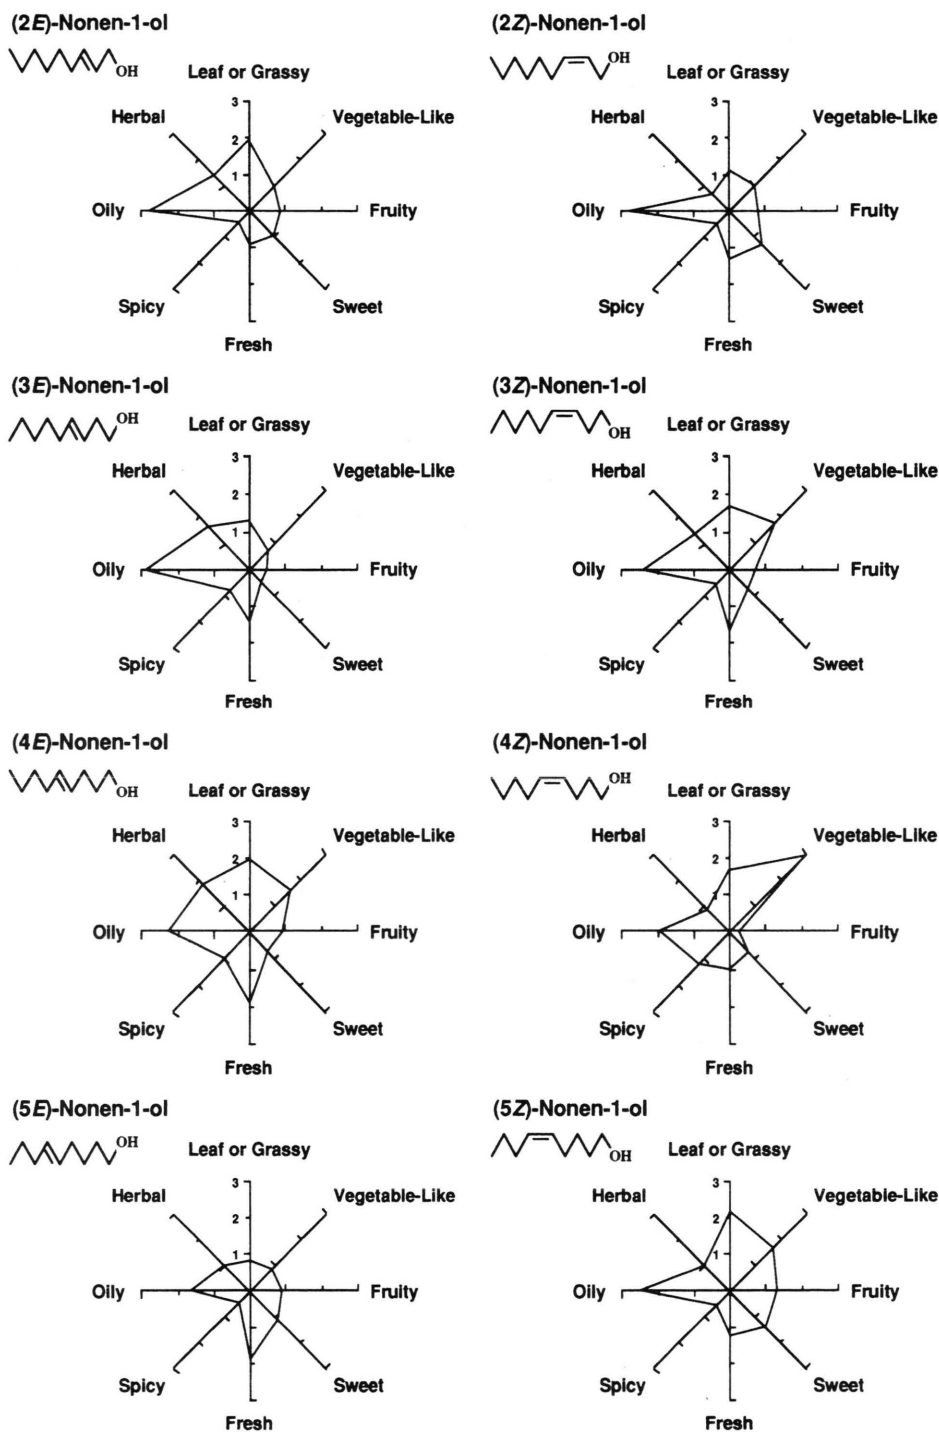 (2E)-Nonen-1-ol
OH
Leaf or Grassy
Herbal
3
Vegetable-Like
2
1
Oily
Fruity
Spicy
Sweet
Fresh
(2Z)-Nonen-1-ol
OH
Leaf or Grassy
Herbal
3
Vegetable-Like
2
1
Oily
Fruity
Spicy
Sweet
Fresh
(3E)-Nonen-1-ol
OH
Leaf or Grassy
Herbal
3
Vegetable-Like
2
1
Oily
Fruity
Spicy
Sweet
Fresh
(3Z)-Nonen-1-ol
OH
Leaf or Grassy
Herbal
3
Vegetable-Like
2
1
Oily
Fruity
Spicy
Sweet
Fresh
(4E)-Nonen-1-ol
OH
Leaf or Grassy
Herbal
3
Vegetable-Like
2
1
Oily
Fruity
Spicy
Sweet
Fresh
(4Z)-Nonen-1-ol
OH
Leaf or Grassy
Herbal
3
Vegetable-Like
2
1
Oily
Fruity
Spicy
Sweet
Fresh
(5E)-Nonen-1-ol
OH
Leaf or Grassy
Herbal
3
Vegetable-Like
2
1
Oily
Fruity
Spicy
Sweet
Fresh
(5Z)-Nonen-1-ol
OH
Leaf or Grassy
Herbal
3
Vegetable-Like
2
1
Oily
Fruity
Spicy
Sweet
Fresh